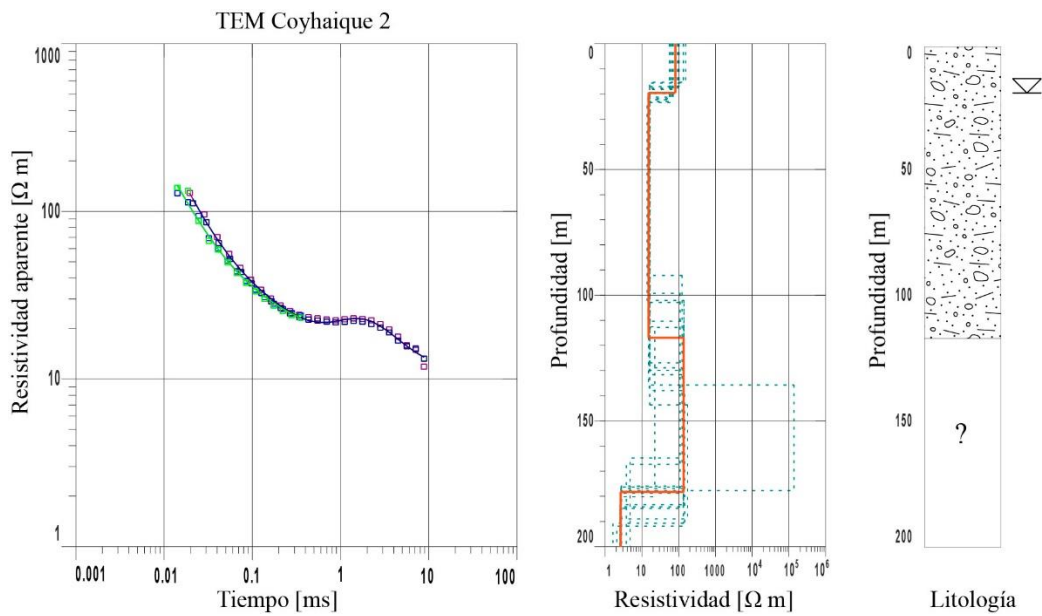 TEM Coyhaique 2
Resistividad aparente [Ω m]
1000
100
10
1
0.001 0.01 0.1 1 10 100
Tiempo [ms]
Profundidad [m]
0
50
100
150
200
1 10 100 1000 10⁴ 10⁵ 10⁶
Resistividad [Ω m]
Profundidad [m]
0
50
100
150
200
?
Litología